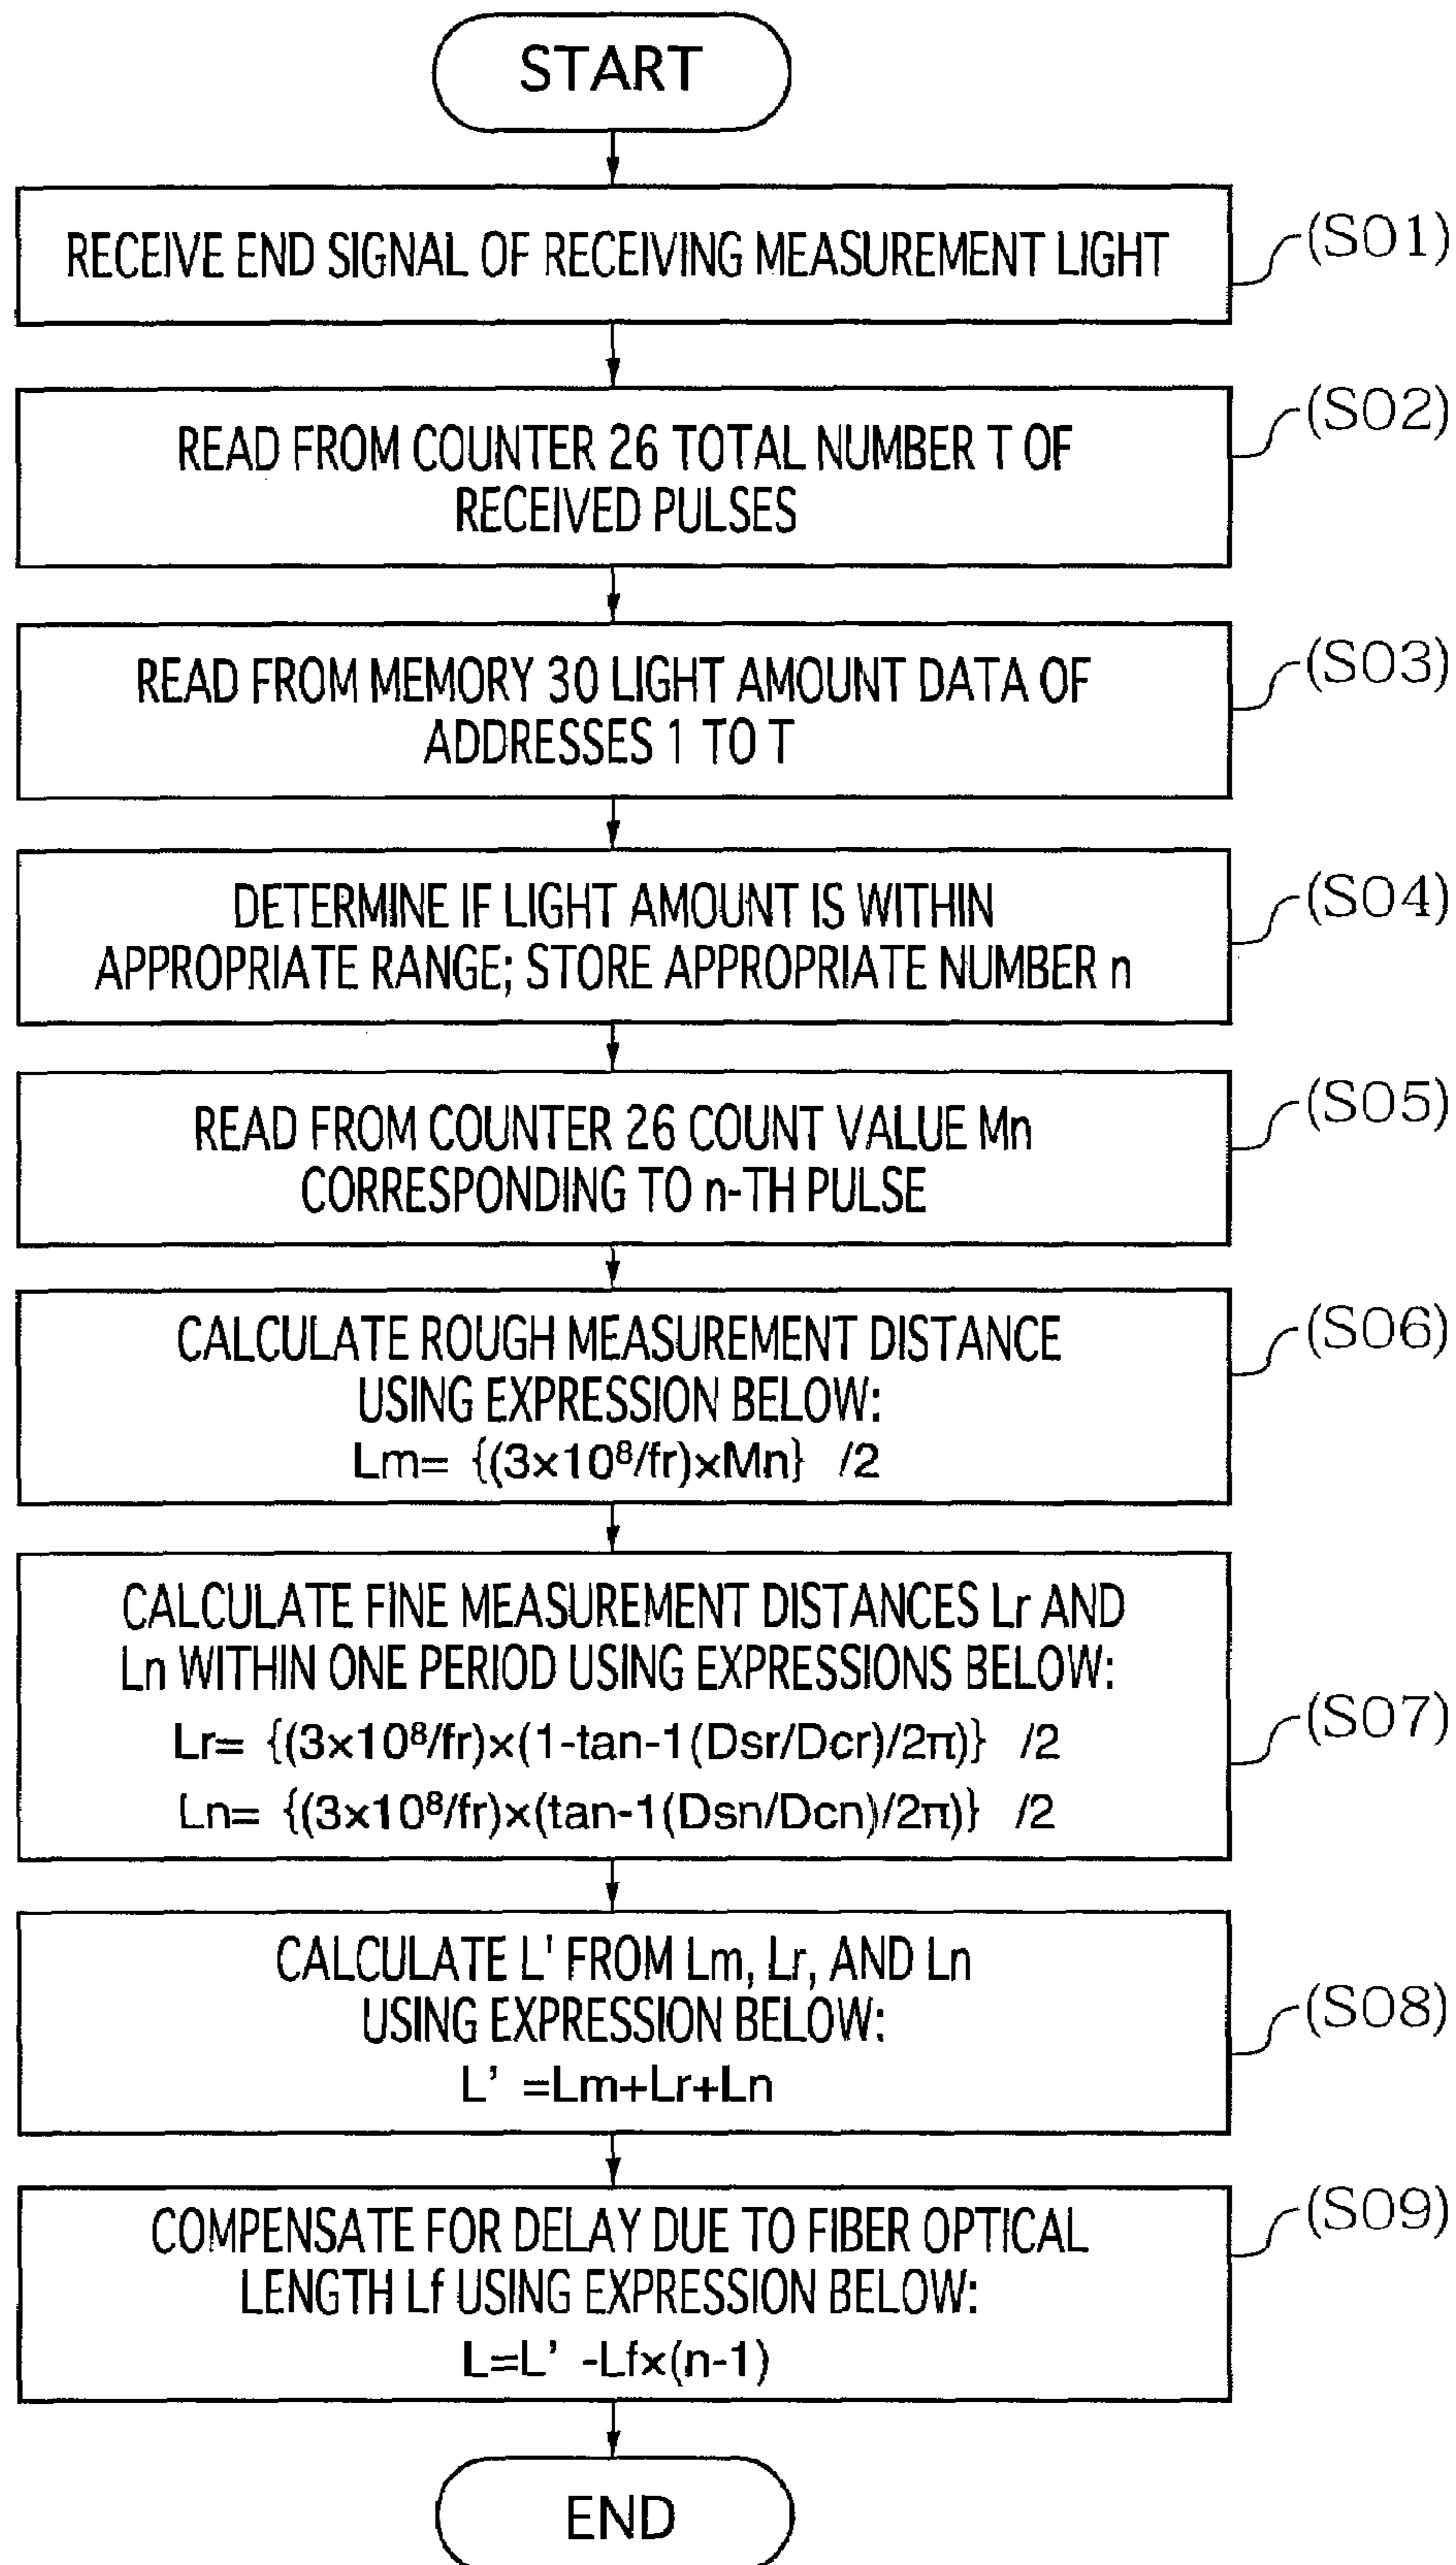 START
RECEIVE END SIGNAL OF RECEIVING MEASUREMENT LIGHT
(S01)
READ FROM COUNTER 26 TOTAL NUMBER T OF
RECEIVED PULSES
(S02)
READ FROM MEMORY 30 LIGHT AMOUNT DATA OF
ADDRESSES 1 TO T
(S03)
DETERMINE IF LIGHT AMOUNT IS WITHIN
APPROPRIATE RANGE; STORE APPROPRIATE NUMBER n
(S04)
READ FROM COUNTER 26 COUNT VALUE Mn
CORRESPONDING TO n-TH PULSE
(S05)
CALCULATE ROUGH MEASUREMENT DISTANCE
USING EXPRESSION BELOW:
Lm= {(3×10⁸/fr)×Mn} /2
(S06)
CALCULATE FINE MEASUREMENT DISTANCES Lr AND
Ln WITHIN ONE PERIOD USING EXPRESSIONS BELOW:
Lr= {(3×10⁸/fr)×(1-tan-1(Dsr/Dcr)/2π)} /2
Ln= {(3×10⁸/fr)×(tan-1(Dsn/Dcn)/2π)} /2
(S07)
CALCULATE L' FROM Lm, Lr, AND Ln
USING EXPRESSION BELOW:
L' =Lm+Lr+Ln
(S08)
COMPENSATE FOR DELAY DUE TO FIBER OPTICAL
LENGTH Lf USING EXPRESSION BELOW:
L=L' -Lf×(n-1)
(S09)
END